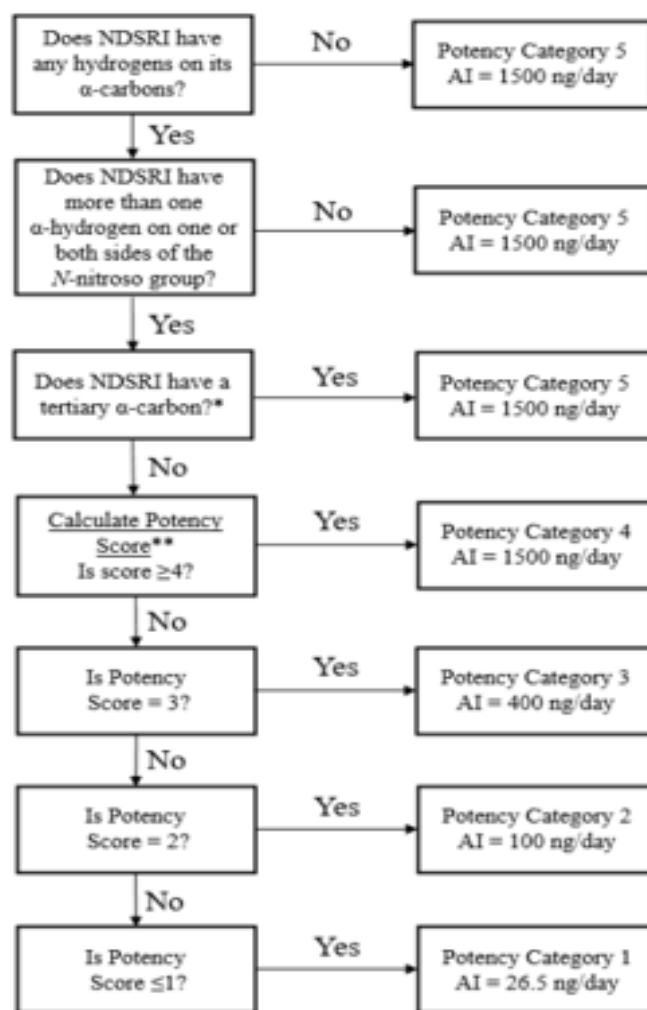 Does NDSRI have
any hydrogens on its
α-carbons?
No
Potency Category 5
AI = 1500 ng/day
Yes
Does NDSRI have
more than one
α-hydrogen on one or
both sides of the
N-nitroso group?
No
Potency Category 5
AI = 1500 ng/day
Yes
Does NDSRI have a
tertiary α-carbon?*
Yes
Potency Category 5
AI = 1500 ng/day
No
Calculate Potency
Score**
Is score ≥4?
Yes
Potency Category 4
AI = 1500 ng/day
No
Is Potency
Score = 3?
Yes
Potency Category 3
AI = 400 ng/day
No
Is Potency
Score = 2?
Yes
Potency Category 2
AI = 100 ng/day
No
Is Potency
Score ≤1?
Yes
Potency Category 1
AI = 26.5 ng/day